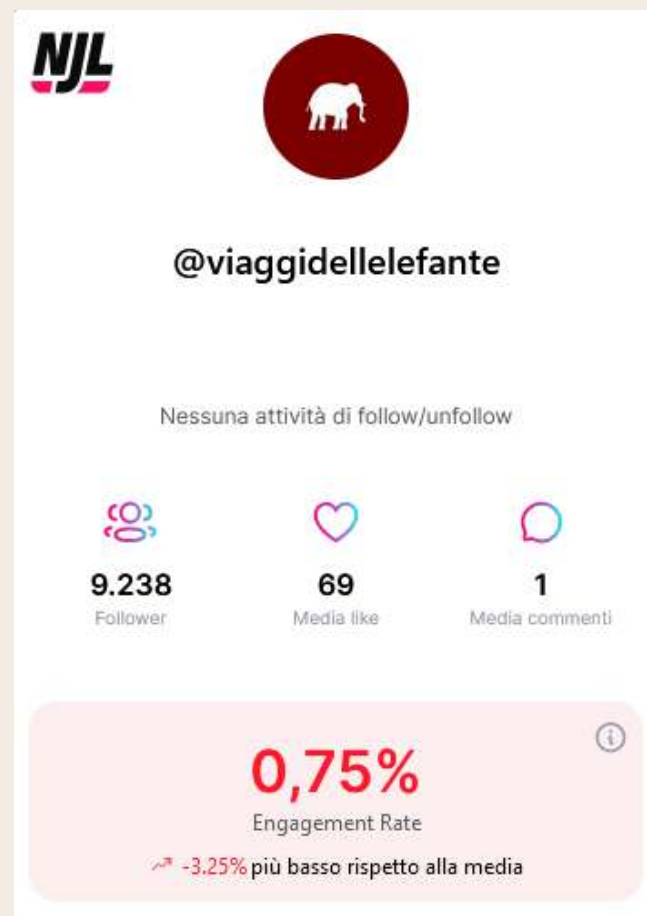 NJL
@viaggidellelefante
Nessuna attività di follow/unfollow
9.238 69 1
Follower Media like Media commenti
0,75%
Engagement Rate
-3.25% più basso rispetto alla media